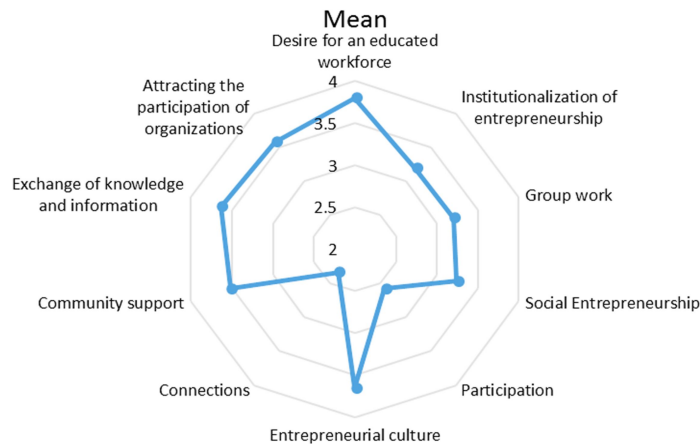 Mean
Desire for an educated
workforce
Attracting the
participation of
organizations
Institutionalization of
entrepreneurship
4
3.5
3
2.5
2
Exchange of knowledge
and information
Group work
Community support
Social Entrepreneurship
Connections
Participation
Entrepreneurial culture